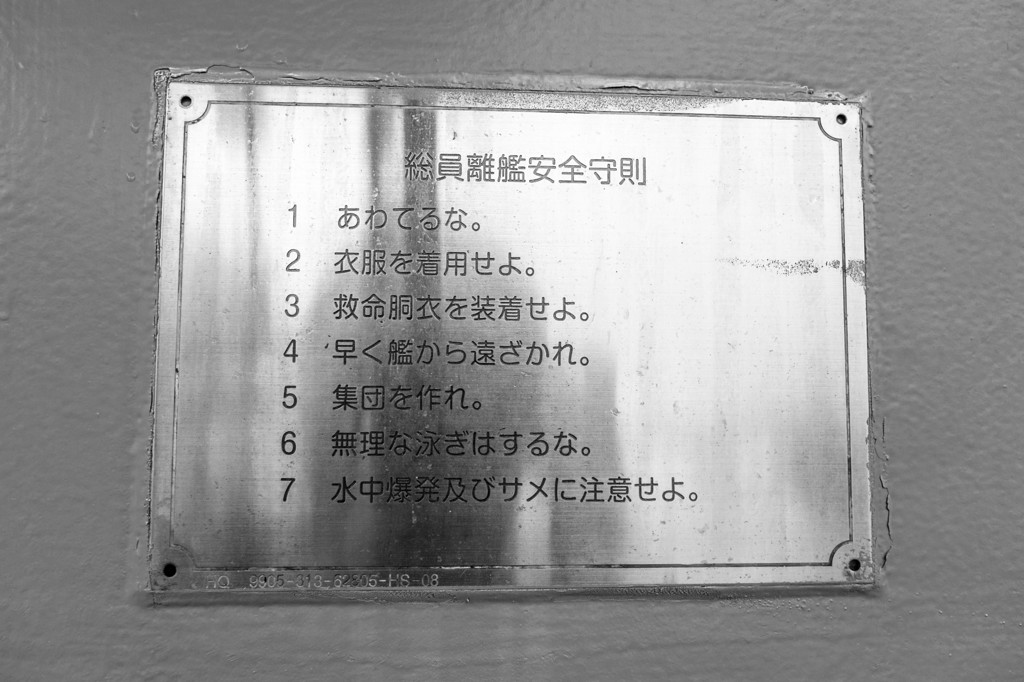 総員離艦安全守則
1 あわてるな。
2 衣服を着用せよ。
3 救命胴衣を装着せよ。
4 早く艦から遠ざかれ。
5 集団を作れ。
6 無理な泳ぎはするな。
7 水中爆発及びサメに注意せよ。
HQ